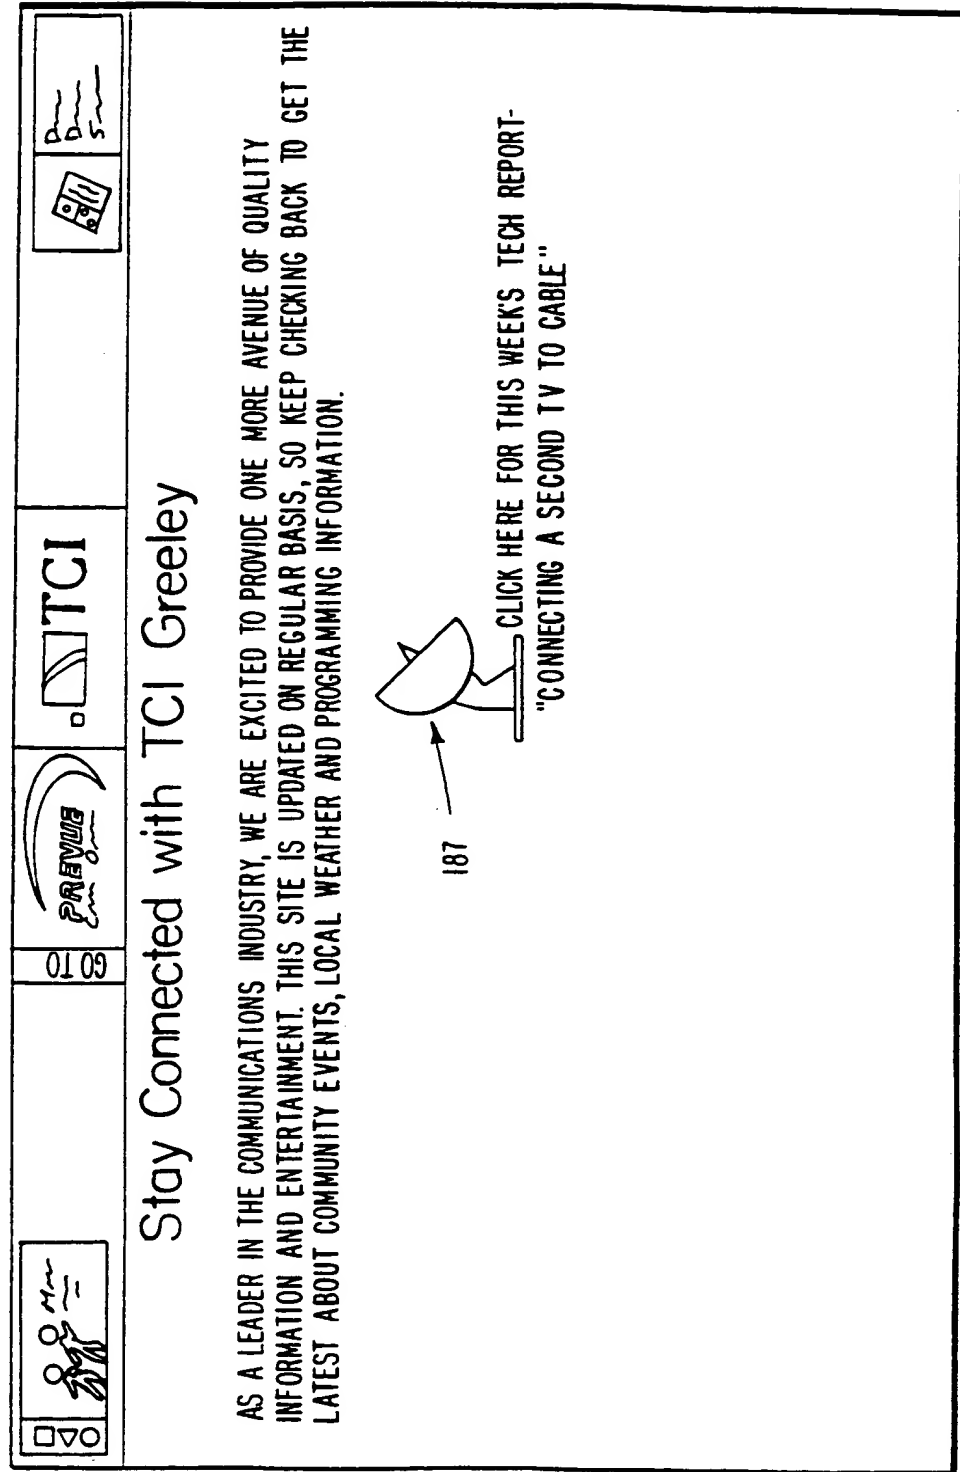 GO TO
PREVUE
TCI
Stay Connected with TCI Greeley
AS A LEADER IN THE COMMUNICATIONS INDUSTRY, WE ARE EXCITED TO PROVIDE ONE MORE AVENUE OF QUALITY
INFORMATION AND ENTERTAINMENT. THIS SITE IS UPDATED ON REGULAR BASIS, SO KEEP CHECKING BACK TO GET THE
LATEST ABOUT COMMUNITY EVENTS, LOCAL WEATHER AND PROGRAMMING INFORMATION.
187
CLICK HERE FOR THIS WEEK'S TECH REPORT-
"CONNECTING A SECOND TV TO CABLE"